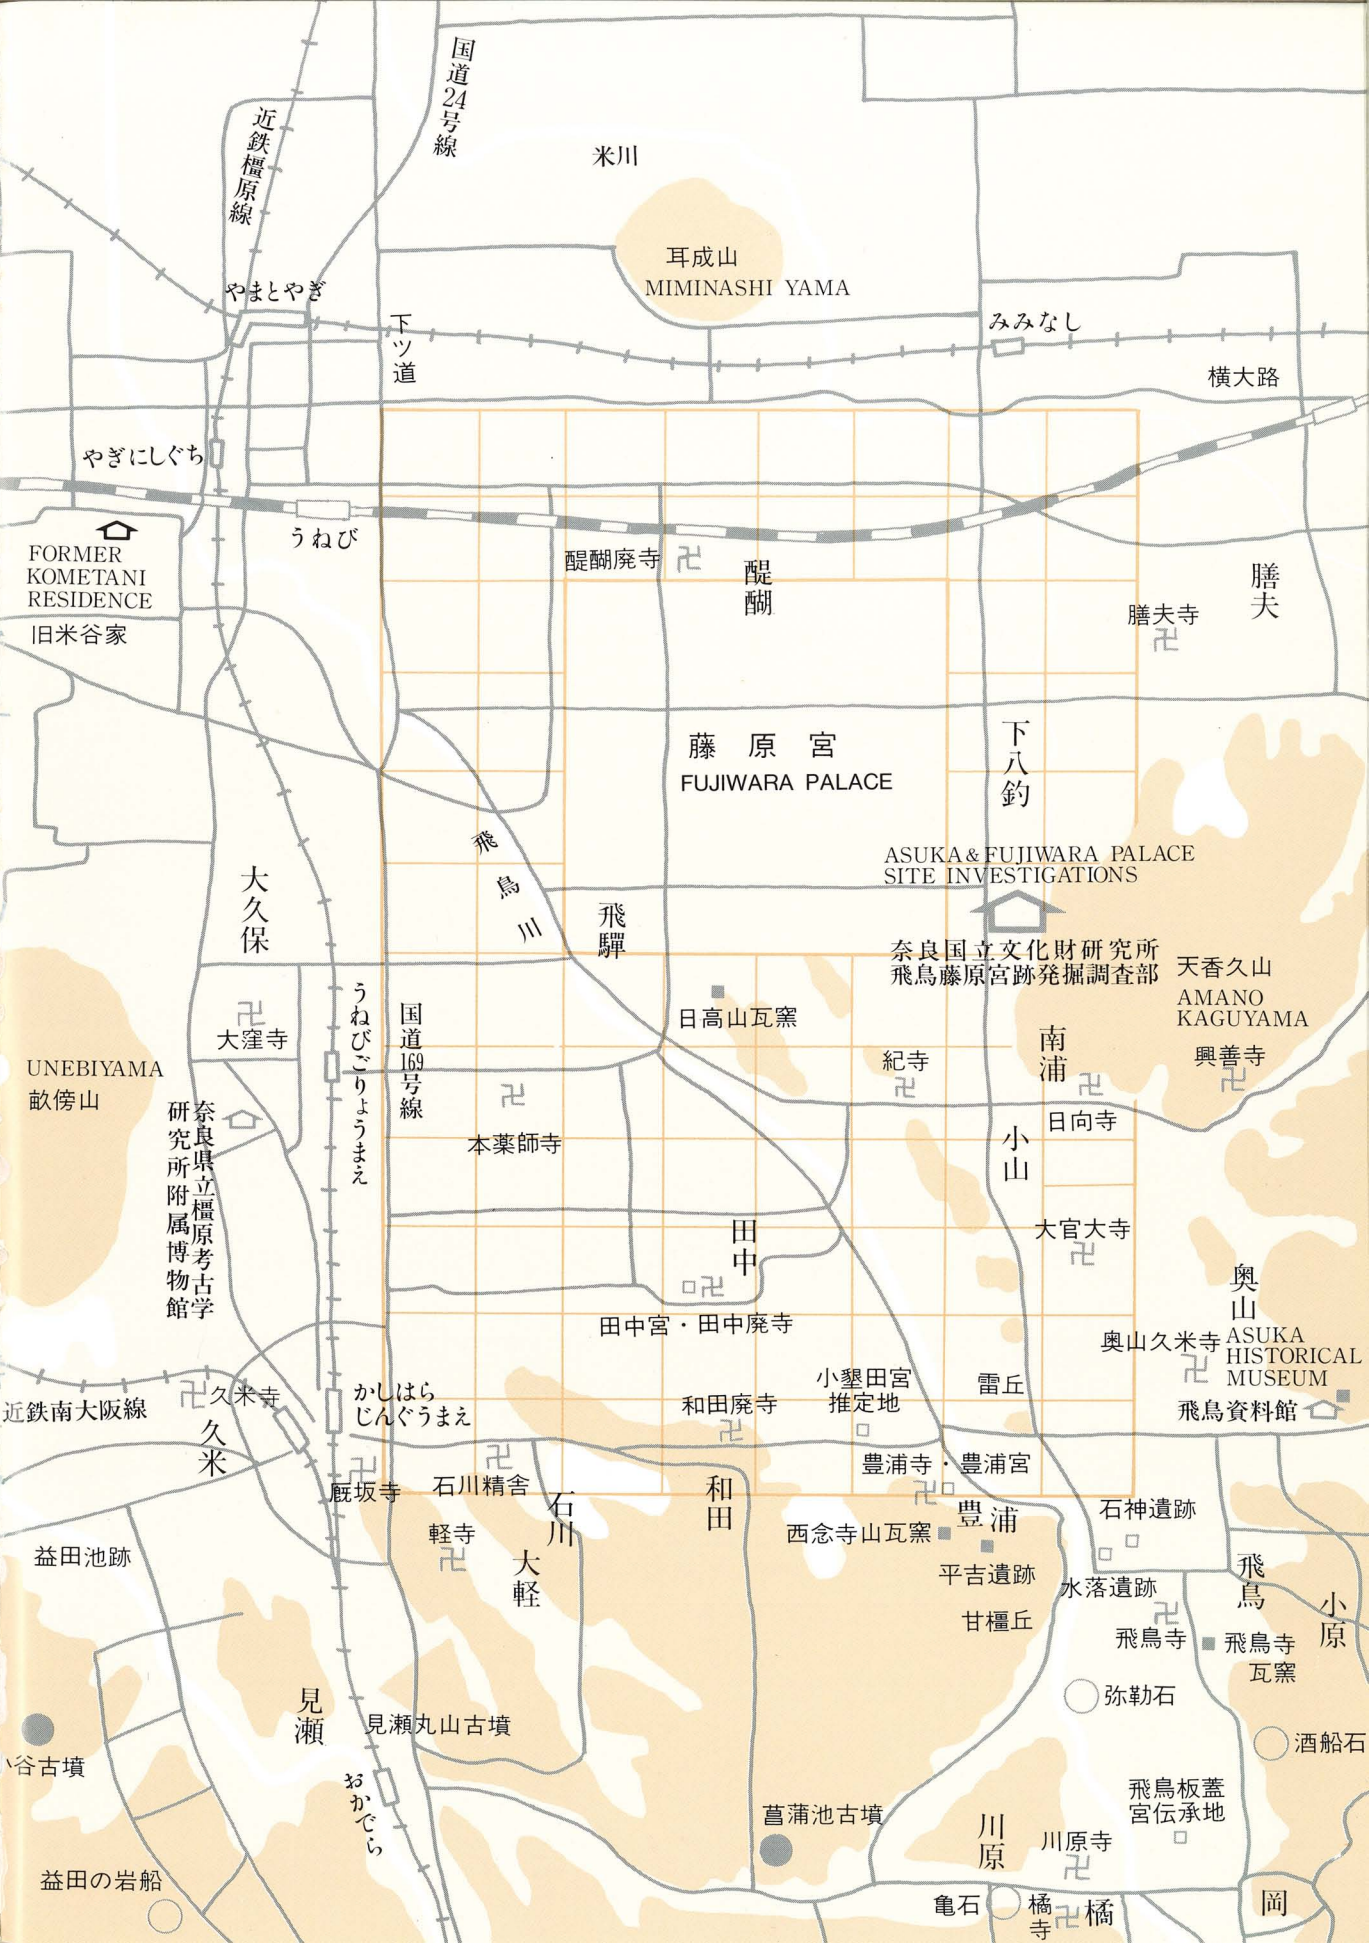 国道24号線
近鉄橿原線
米川
耳成山
MIMINASHI YAMA
やまとやぎ
下ツ道
みみなし
横大路
やぎにしぐち
うねび
FORMER
KOMETANI
RESIDENCE
旧米谷家
醍醐廃寺
醍醐
膳夫
膳夫寺
藤原宮
FUJIWARA PALACE
下八釣
飛鳥川
ASUKA&FUJIWARA PALACE
SITE INVESTIGATIONS
大久保
飛驒
奈良国立文化財研究所
飛鳥藤原宮跡発掘調査部
天香久山
AMANO
KAGUYAMA
大窪寺
うねびごりょうまえ
国道169号線
日高山瓦窯
紀寺
南浦
興善寺
UNEBIYAMA
畝傍山
奈良県立橿原考古学
研究所附属博物館
本薬師寺
日向寺
小山
田中
大官大寺
田中宮・田中廃寺
奥山
奥山久米寺
ASUKA
HISTORICAL
MUSEUM
飛鳥資料館
近鉄南大阪線
久米寺
久米
かしはら
じんぐうまえ
和田廃寺
小墾田宮
推定地
雷丘
厩坂寺
石川精舎
石川
和田
豊浦寺・豊浦宮
豊浦
石神遺跡
益田池跡
軽寺
大軽
西念寺山瓦窯
平吉遺跡
水落遺跡
飛鳥
小原
甘橿丘
飛鳥寺
飛鳥寺
瓦窯
見瀬
見瀬丸山古墳
弥勒石
酒船石
小谷古墳
おかでら
菖蒲池古墳
飛鳥板蓋
宮伝承地
川原
川原寺
益田の岩船
亀石
橘寺
橘
岡